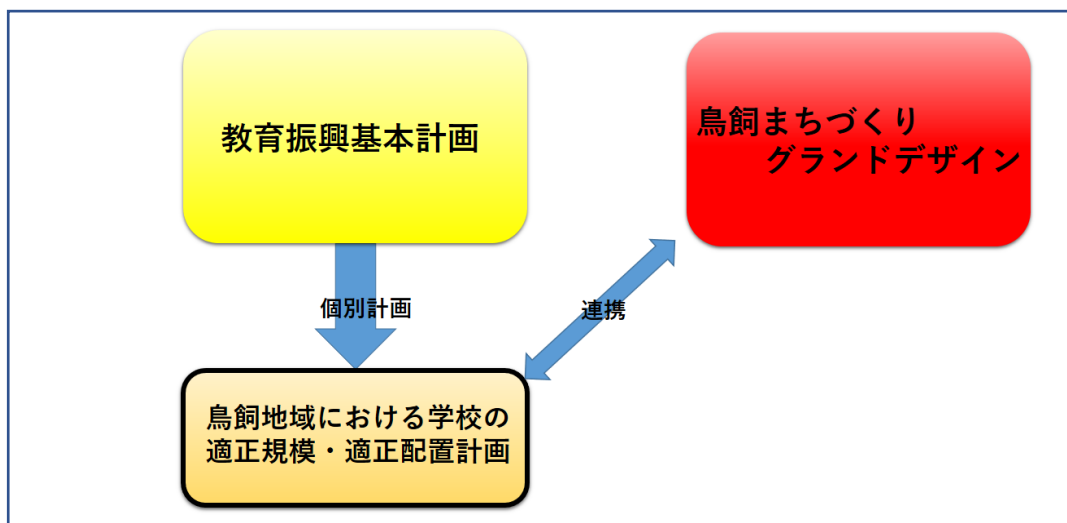 教育振興基本計画
鳥飼まちづくり
グランドデザイン
個別計画
連携
鳥飼地域における学校の
適正規模・適正配置計画